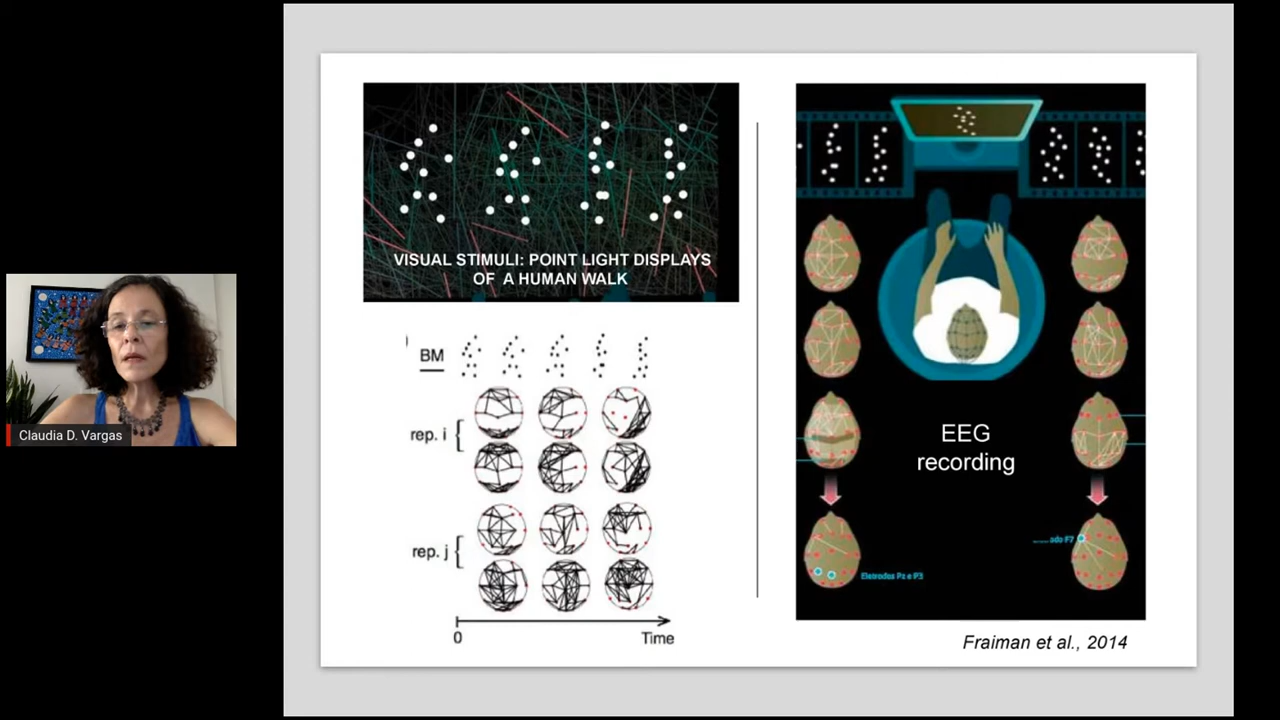 VISUAL STIMULI: POINT LIGHT DISPLAYS
OF A HUMAN WALK
BM
rep. i
rep. j
0
Time
EEG
recording
Eletrodos Pz e P3
do F7
Fraiman et al., 2014
Claudia D. Vargas